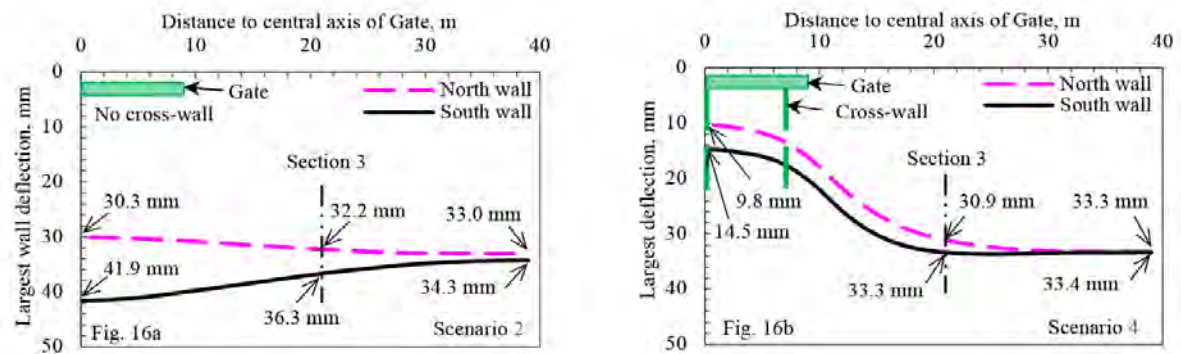 Distance to central axis of Gate, m
0 10 20 30 40
0
10
20
30
40
50
Largest wall deflection, mm
Gate
No cross-wall
North wall
South wall
Section 3
30.3 mm
32.2 mm
33.0 mm
41.9 mm
36.3 mm
34.3 mm
Fig. 16a
Scenario 2
Distance to central axis of Gate, m
0 10 20 30 40
0
10
20
30
40
50
Largest deflection, mm
Gate
Cross-wall
North wall
South wall
Section 3
9.8 mm
30.9 mm
33.3 mm
14.5 mm
33.3 mm
33.4 mm
Fig. 16b
Scenario 4